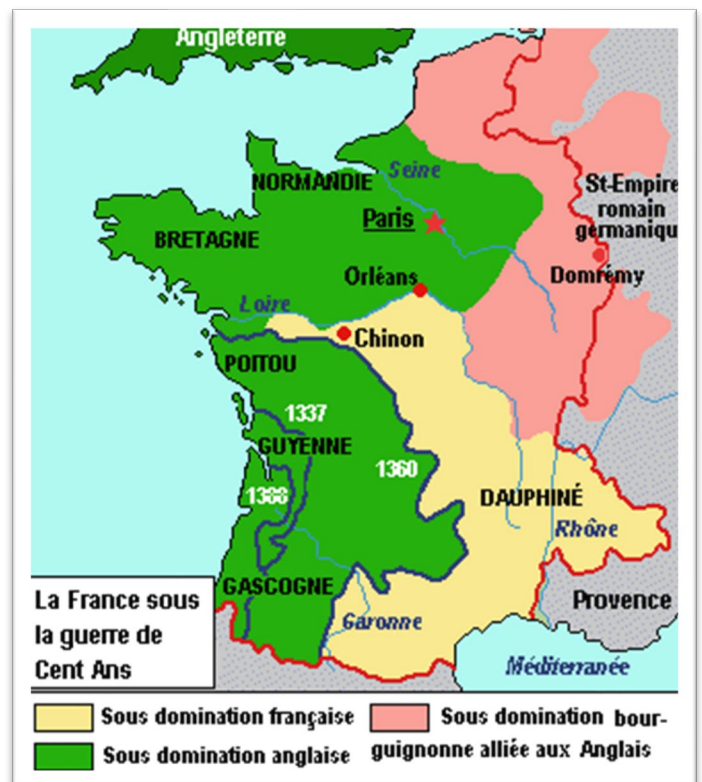 Angleterre
NORMANDIE
Seine
St-Empire
romain
germaniqu
Paris
BRETAGNE
Domrémy
Orléans
Loire
Chinon
POITOU
1337
GUYENNE
1360
1388
DAUPHINÉ
Rhône
GASCOGNE
Garonne
Provence
Méditerranée
La France sous
la guerre de
Cent Ans
Sous domination française
Sous domination bour-
guignonne alliée aux Anglais
Sous domination anglaise